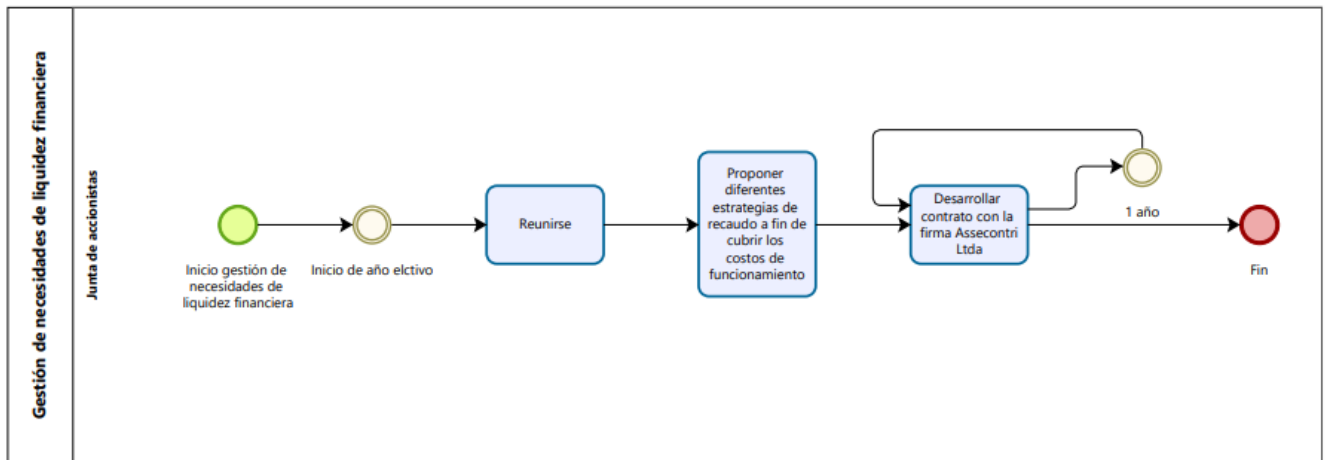 Gestión de necesidades de liquidez financiera
Junta de accionistas
Inicio gestión de
necesidades de
liquidez financiera
Inicio de año elctivo
Reunirse
Proponer
diferentes
estrategias de
recaudo a fin de
cubrir los
costos de
funcionamiento
Desarrollar
contrato con la
firma Assecontri
Ltda
1 año
Fin